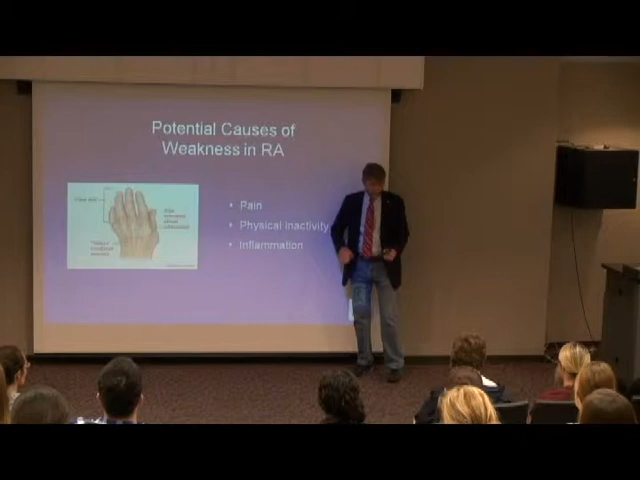 Potential Causes of
Weakness in RA
• Pain
• Physical Inactivity
• Inflammation